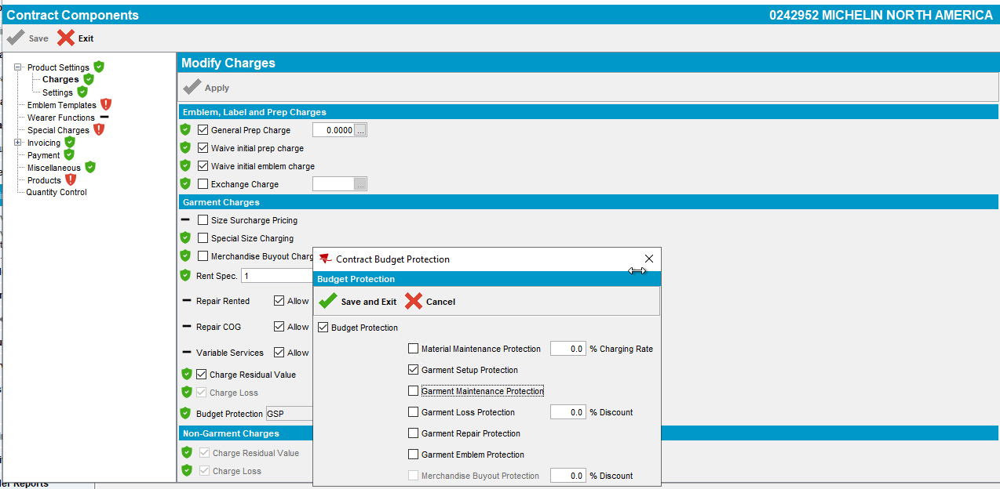 Contract Components 0242952 MICHELIN NORTH AMERICA
Save Exit
Product Settings
Charges
Settings
Emblem Templates
Wearer Functions
Special Charges
Invoicing
Payment
Miscellaneous
Products
Quantity Control
Modify Charges
Apply
Emblem, Label and Prep Charges
General Prep Charge 0.0000 ...
Waive initial prep charge
Waive initial emblem charge
Exchange Charge ...
Garment Charges
Size Surcharge Pricing
Special Size Charging
Merchandise Buyout Charg
Rent Spec. 1
Repair Rented Allow
Repair COG Allow
Variable Services Allow
Charge Residual Value
Charge Loss
Budget Protection GSP
Non-Garment Charges
Charge Residual Value
Charge Loss
Contract Budget Protection
Budget Protection
Save and Exit Cancel
Budget Protection
Material Maintenance Protection 0.0 % Charging Rate
Garment Setup Protection
Garment Maintenance Protection
Garment Loss Protection 0.0 % Discount
Garment Repair Protection
Garment Emblem Protection
Merchandise Buyout Protection 0.0 % Discount
er Reports